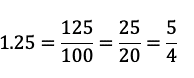 1.25 = 125/100 = 25/20 = 5/4